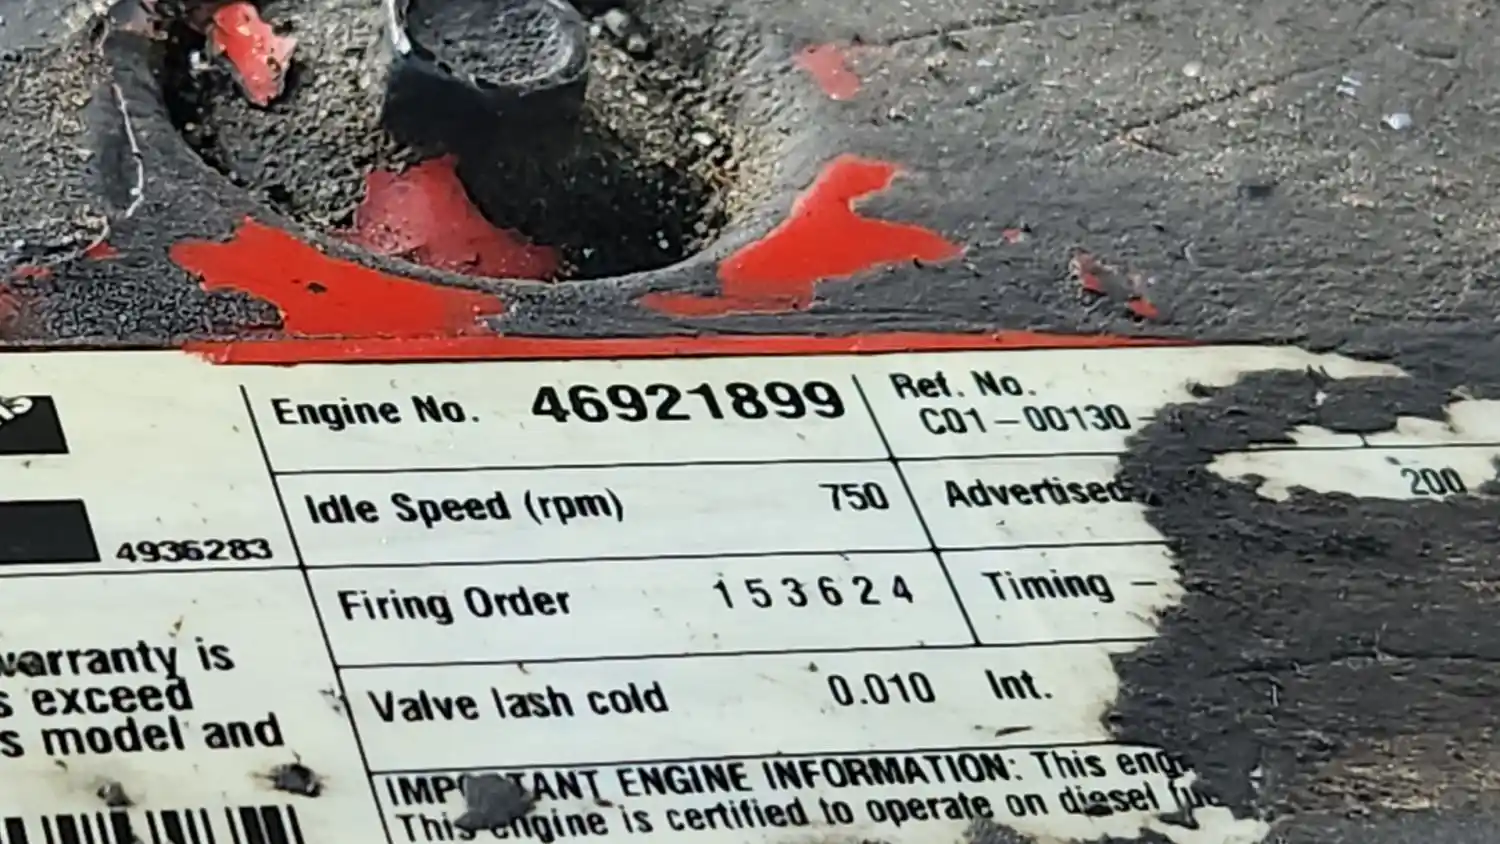 Engine No. 46921899
Ref. No.
C01-00130-
Idle Speed (rpm) 750
Advertised 200
4936283
Firing Order 1 5 3 6 2 4
Timing -
warranty is
exceed
model and
Valve lash cold 0.010 Int.
ENGINE INFORMATION: This
This engine is certified to operate on diesel